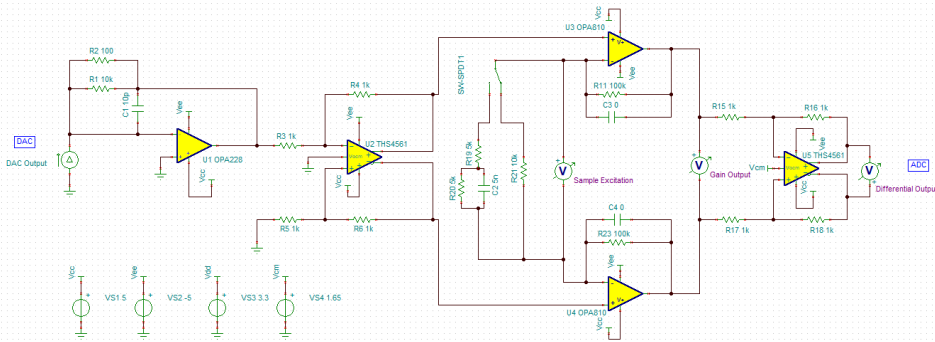 Vcc
U3 OPA810
Vee
R2 100
R1 10k
C1 10p
Vee
DAC
DAC Output
U1 OPA228
Vcc
R3 1k
R4 1k
Vee
U2 THS4561
Vocm
Vcc
R5 1k
R6 1k
SW-SPDT1
R19 5k
R20 5k
C2 5n
R21 10k
V
Sample Excitation
R11 100k
C3 0
C4 0
R23 100k
Vee
V+
U4 OPA810
Vcc
R15 1k
R16 1k
Vee
U5 THS4561
Vcm
Vocm
Vcc
V
Gain Output
R17 1k
R18 1k
V
ADC
Differential Output
Vcc
VS1 5
Vee
VS2 -5
Vdd
VS3 3.3
Vcm
VS4 1.65